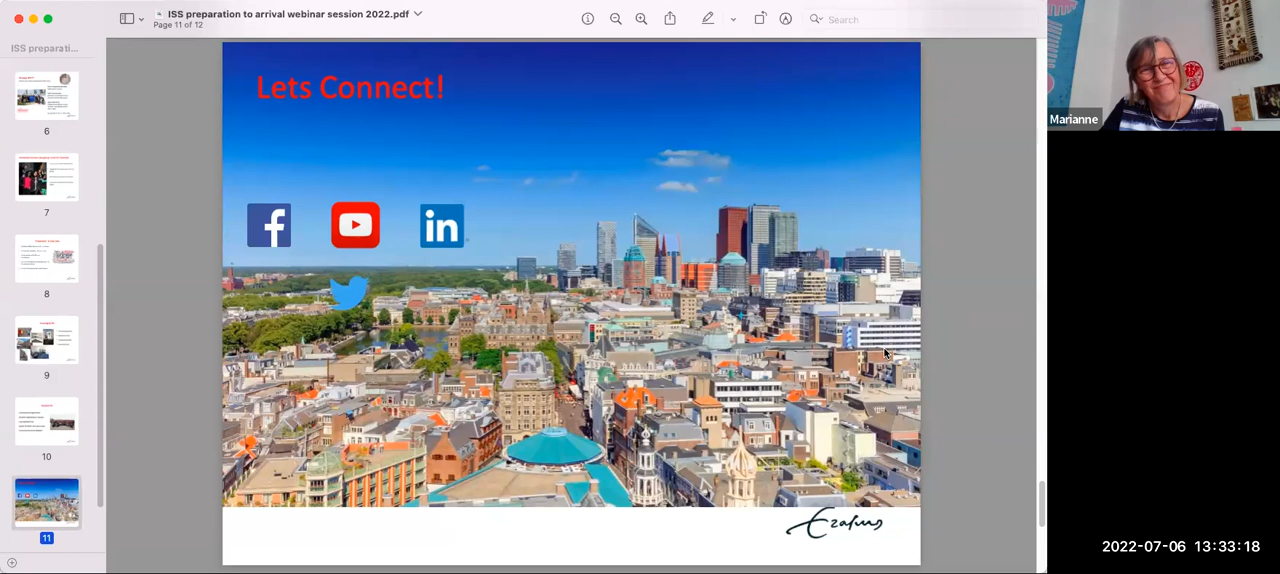 ISS preparation to arrival webinar session 2022.pdf
Page 11 of 12
Search
ISS preparati...
6
7
8
9
10
11
Lets Connect!
f
in
Erasmus
Marianne
2022-07-06 13:33:18